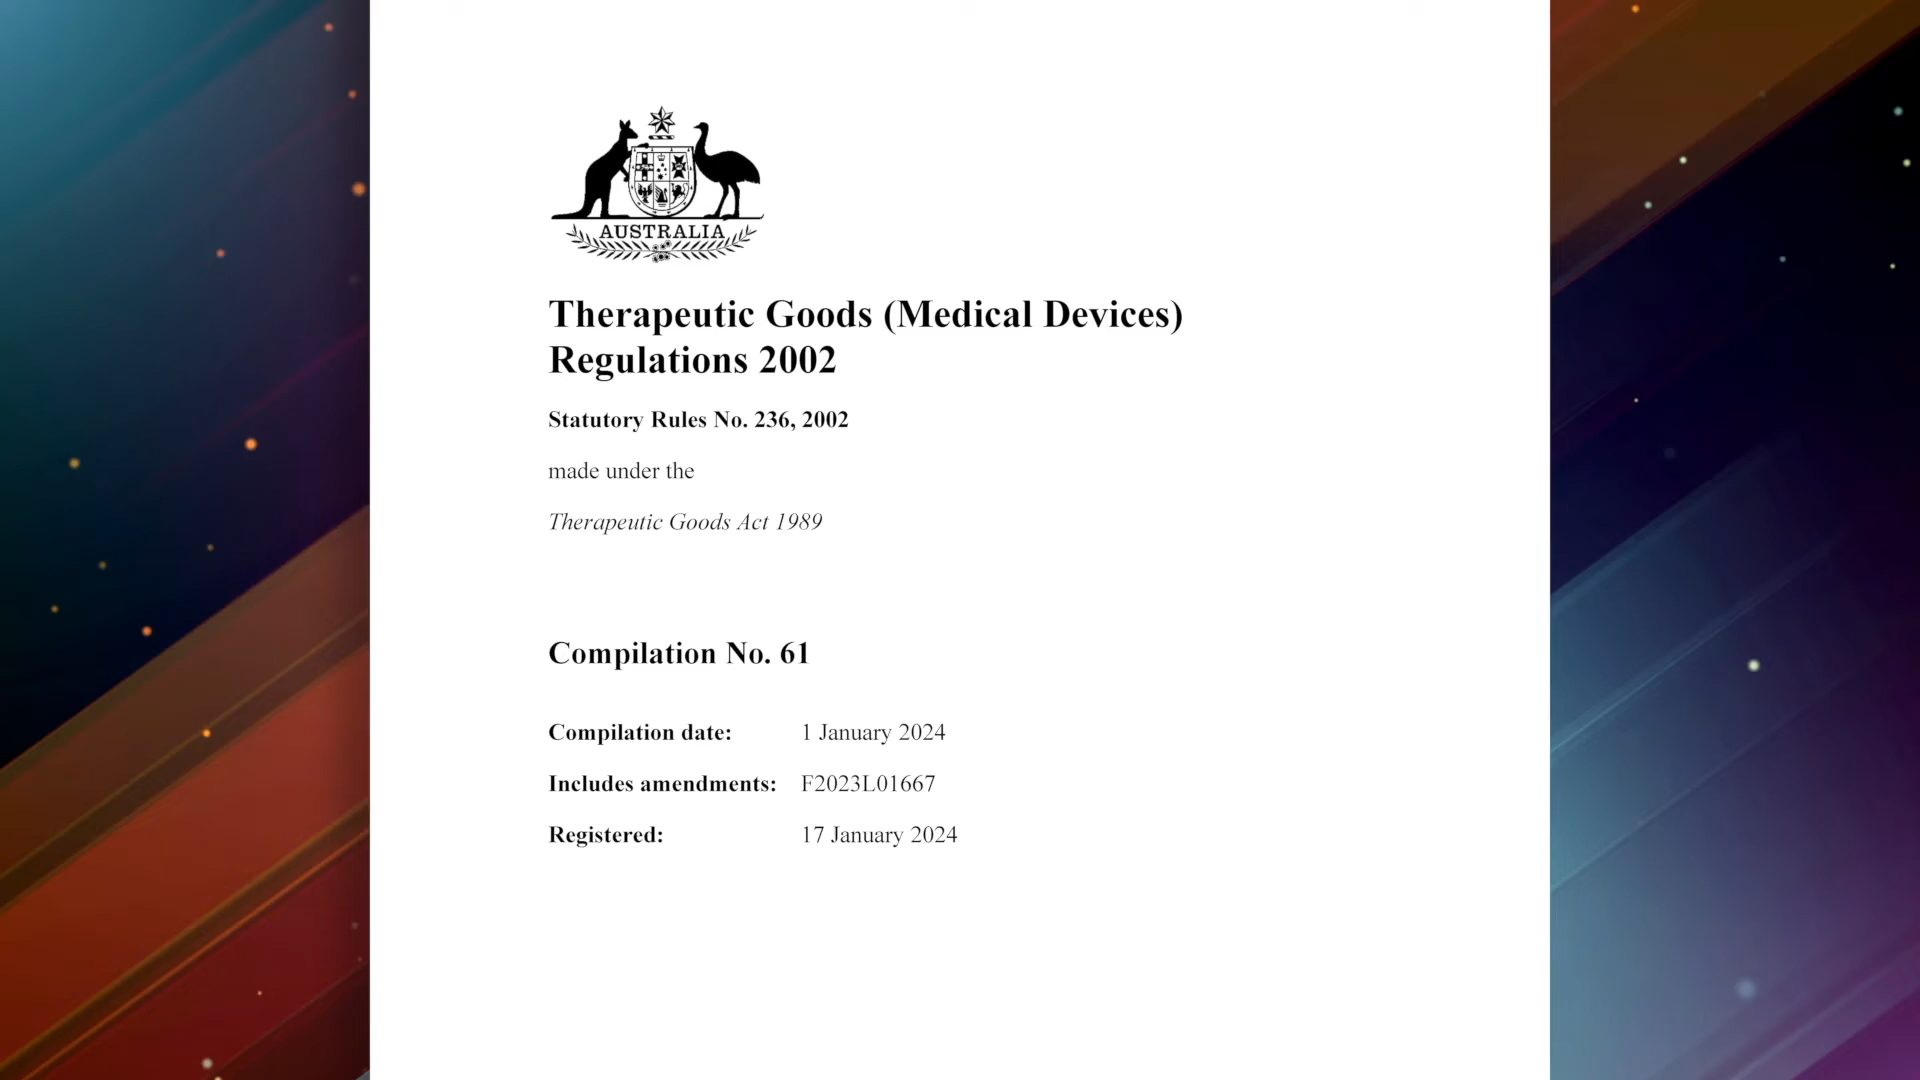 AUSTRALIA
Therapeutic Goods (Medical Devices)
Regulations 2002
Statutory Rules No. 236, 2002
made under the
Therapeutic Goods Act 1989
Compilation No. 61
Compilation date: 1 January 2024
Includes amendments: F2023L01667
Registered: 17 January 2024